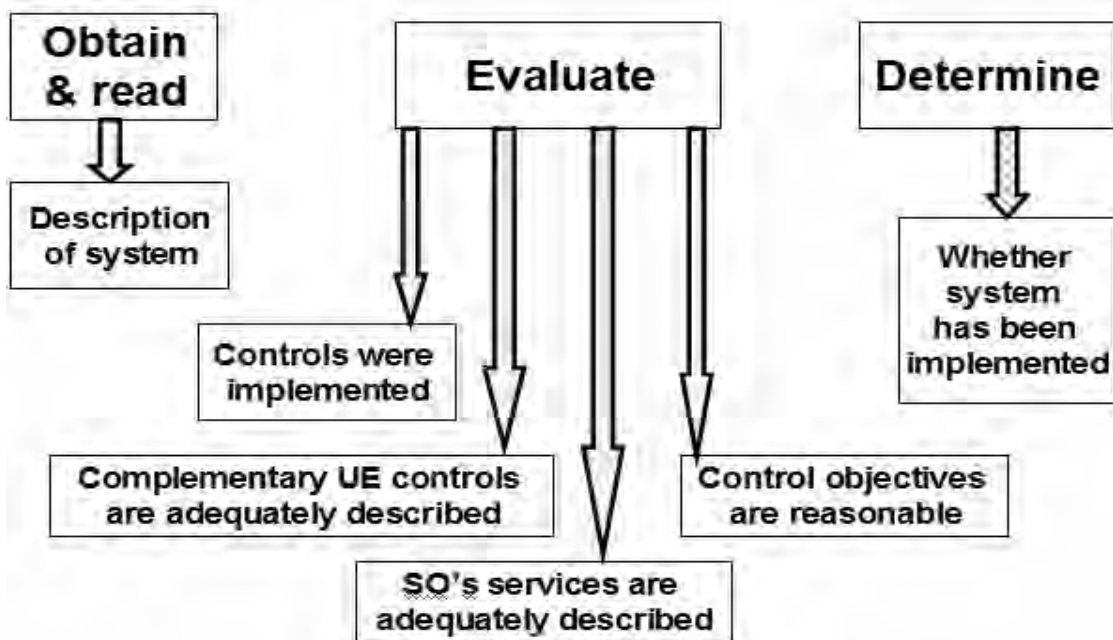 Obtain
& read
Evaluate
Determine
Description
of system
Whether
system
has been
implemented
Controls were
implemented
Complementary UE controls
are adequately described
Control objectives
are reasonable
SO's services are
adequately described